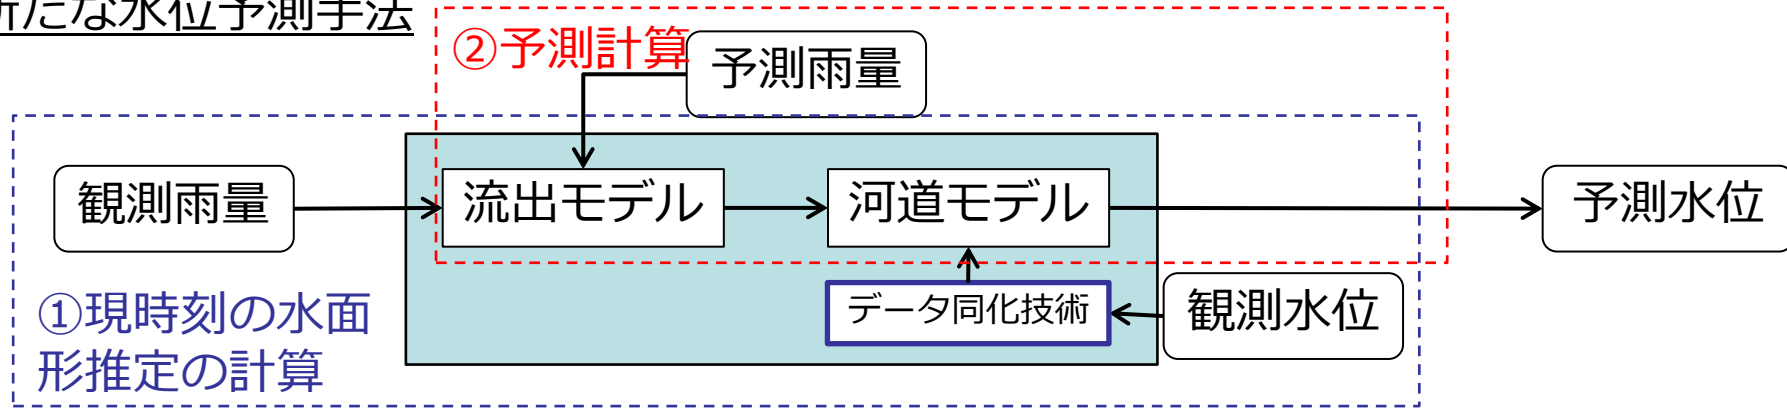 新たな水位予測手法
②予測計算
予測雨量
観測雨量
流出モデル
河道モデル
予測水位
データ同化技術
観測水位
①現時刻の水面
形推定の計算